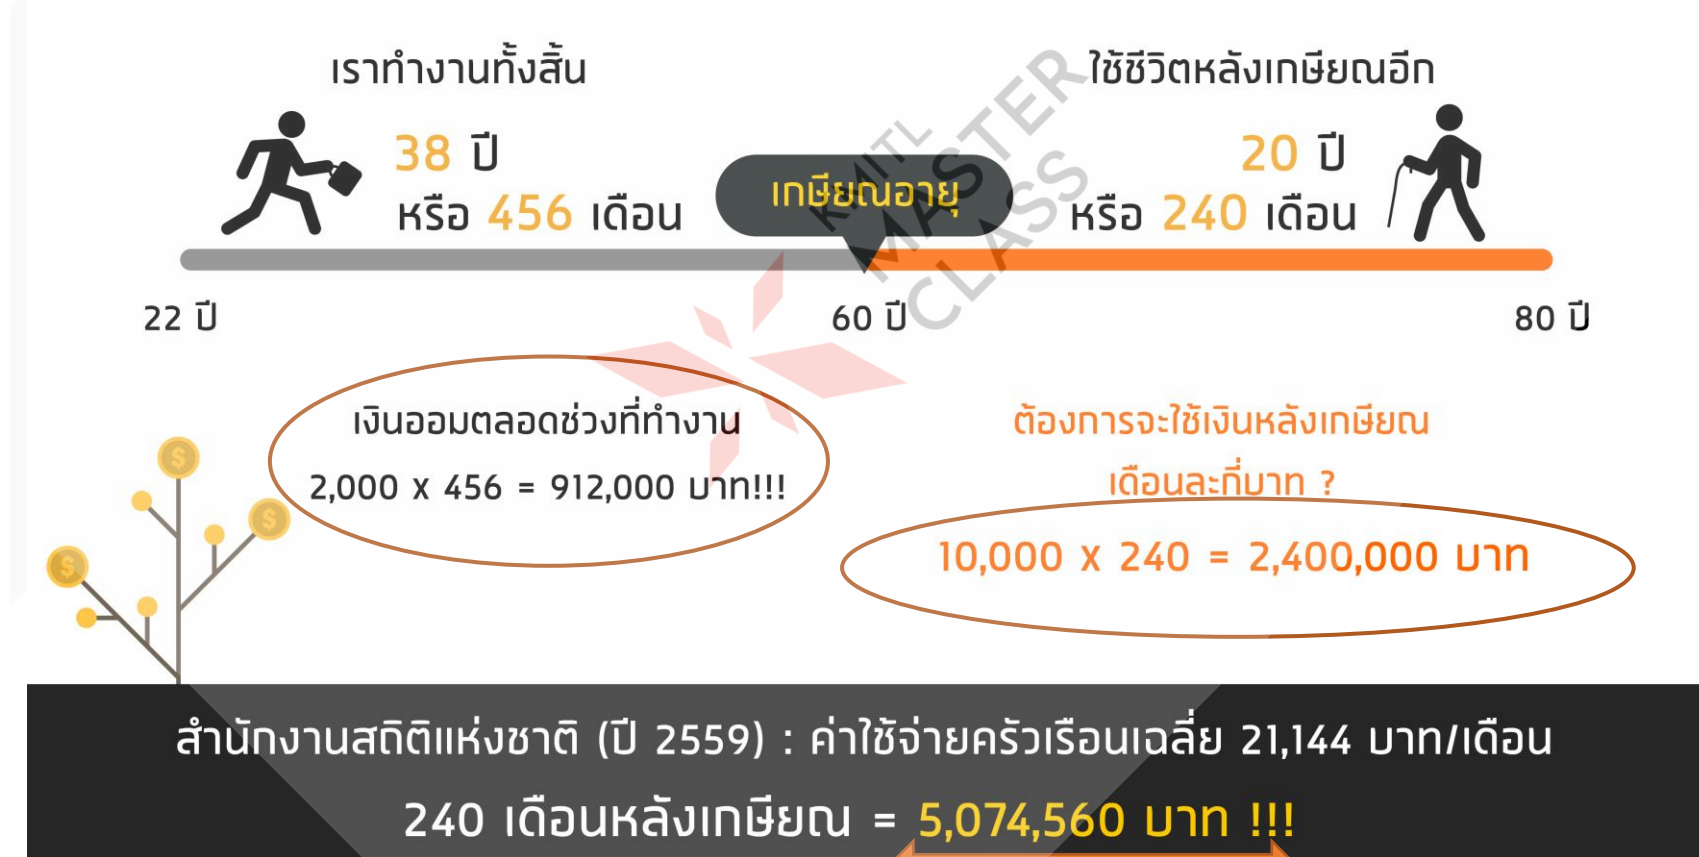 เราทำงานทั้งสิ้น
38 ปี
หรือ 456 เดือน
เกษียณอายุ
ใช้ชีวิตหลังเกษียณอีก
20 ปี
หรือ 240 เดือน
22 ปี
60 ปี
80 ปี
KMITL
MASTER
CLASS
เงินออมตลอดช่วงที่ทำงาน
2,000 x 456 = 912,000 บาท!!!
ต้องการจะใช้เงินหลังเกษียณ
เดือนละกี่บาท ?
10,000 x 240 = 2,400,000 บาท
$
$
$
สำนักงานสถิติแห่งชาติ (ปี 2559) : ค่าใช้จ่ายครัวเรือนเฉลี่ย 21,144 บาท/เดือน
240 เดือนหลังเกษียณ = 5,074,560 บาท !!!